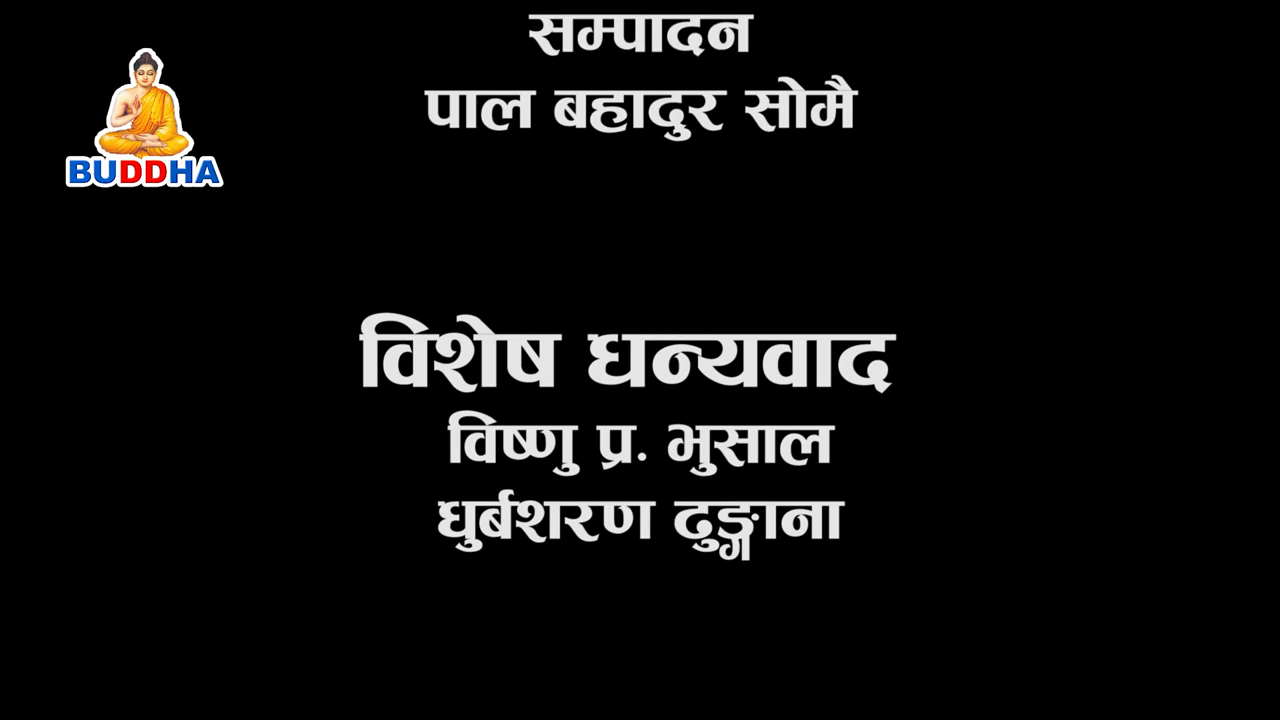 सम्पादन
पाल बहादुर सोमै
BUDDHA
विशेष धन्यवाद
विष्णु प्र. भुसाल
धुर्बशरण ढुङ्गाना